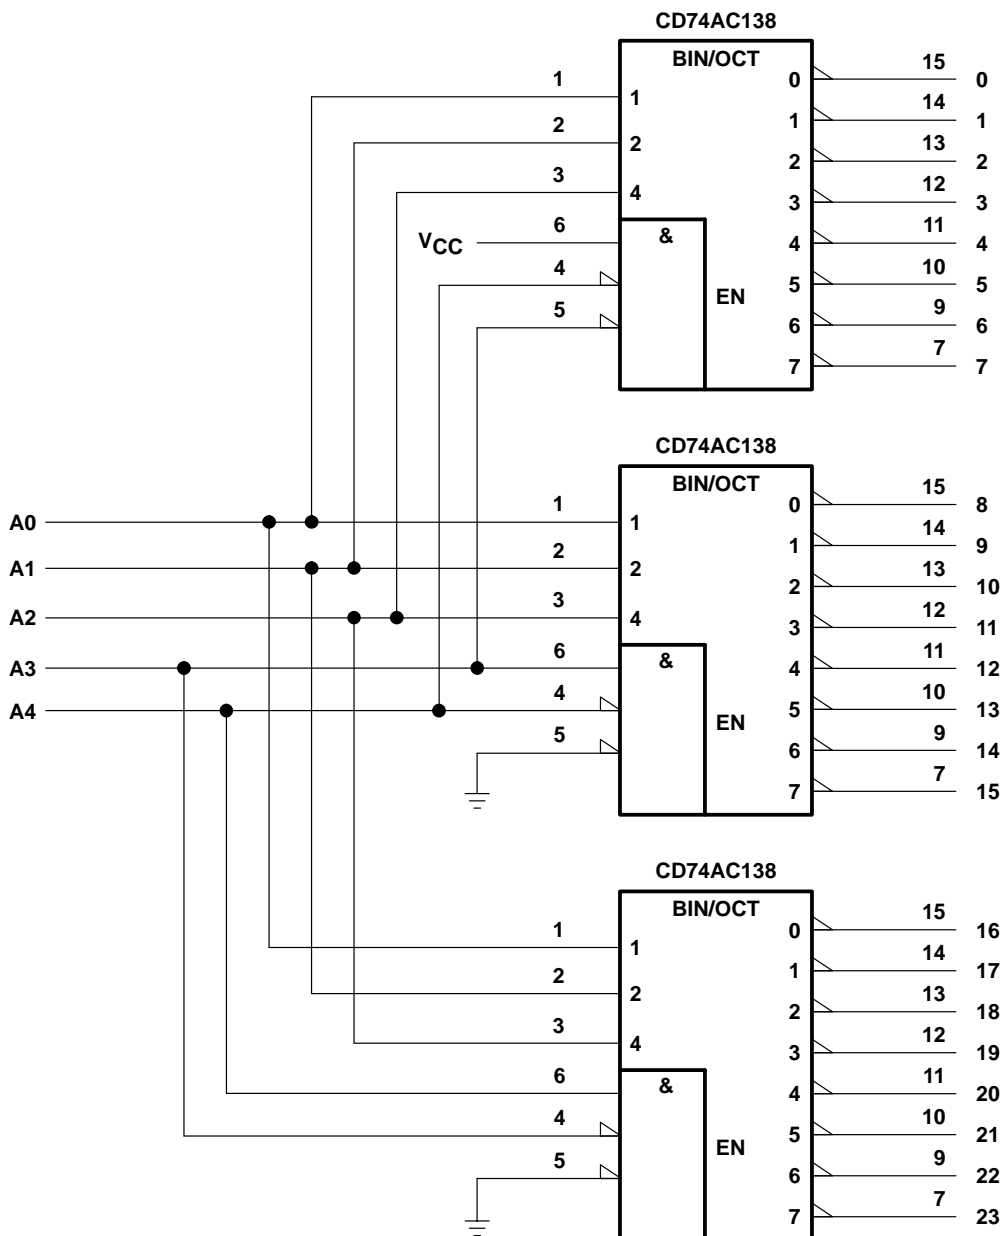 CD74AC138
BIN/OCT
1 1 0 15 0
2 2 1 14 1
3 4 2 13 2
3 12 3
VCC 6 & 4 11 4
4 EN 5 10 5
5 6 9 6
7 7 7
CD74AC138
BIN/OCT
A0 1 1 0 15 8
A1 2 2 1 14 9
A2 3 4 2 13 10
3 12 11
A3 6 & 4 11 12
A4 4 EN 5 10 13
5 6 9 14
7 7 15
CD74AC138
BIN/OCT
1 1 0 15 16
2 2 1 14 17
3 4 2 13 18
3 12 19
6 & 4 11 20
4 EN 5 10 21
5 6 9 22
7 7 23